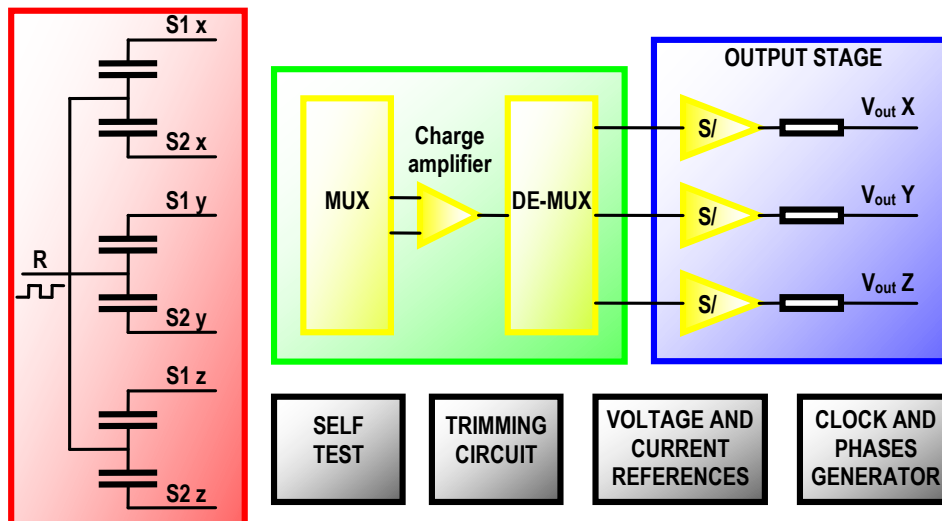 S1 x
S2 x
S1 y
R
S2 y
S1 z
S2 z
MUX
Charge
amplifier
DE-MUX
OUTPUT STAGE
S/
Vout X
S/
Vout Y
S/
Vout Z
SELF
TEST
TRIMMING
CIRCUIT
VOLTAGE AND
CURRENT
REFERENCES
CLOCK AND
PHASES
GENERATOR